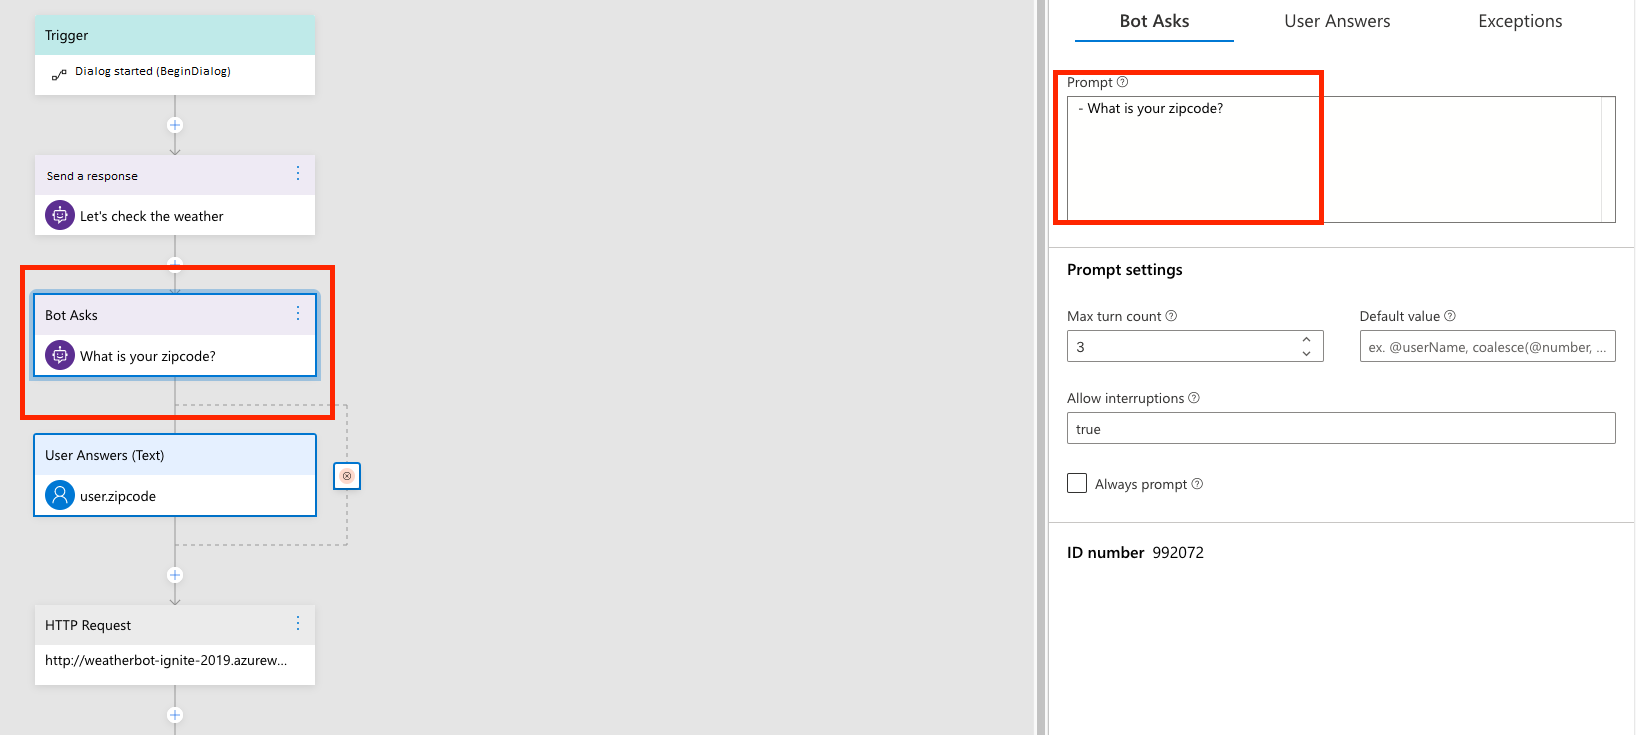 Trigger
Dialog started (BeginDialog)
Send a response
Let's check the weather
Bot Asks
What is your zipcode?
User Answers (Text)
user.zipcode
HTTP Request
http://weatherbot-ignite-2019.azurew...
Bot Asks User Answers Exceptions
Prompt
- What is your zipcode?
Prompt settings
Max turn count Default value
3 ex. @userName, coalesce(@number, ...
Allow interruptions
true
Always prompt
ID number 992072